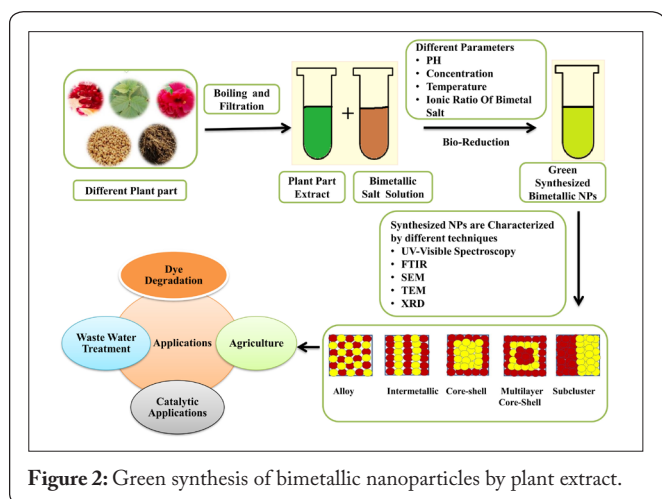 Different Plant part
Boiling and
Filtration
+
Plant Part
Extract
Bimetallic
Salt Solution
Different Parameters
• PH
• Concentration
• Temperature
• Ionic Ratio Of Bimetal
Salt
Bio-Reduction
Green
Synthesized
Bimetallic NPs
Synthesized NPs are Characterized
by different techniques
• UV-Visible Spectroscopy
• FTIR
• SEM
• TEM
• XRD
Alloy
Intermetallic
Core-shell
Multilayer
Core-Shell
Subcluster
Dye
Degradation
Waste Water
Treatment
Applications
Agriculture
Catalytic
Applications
Figure 2: Green synthesis of bimetallic nanoparticles by plant extract.